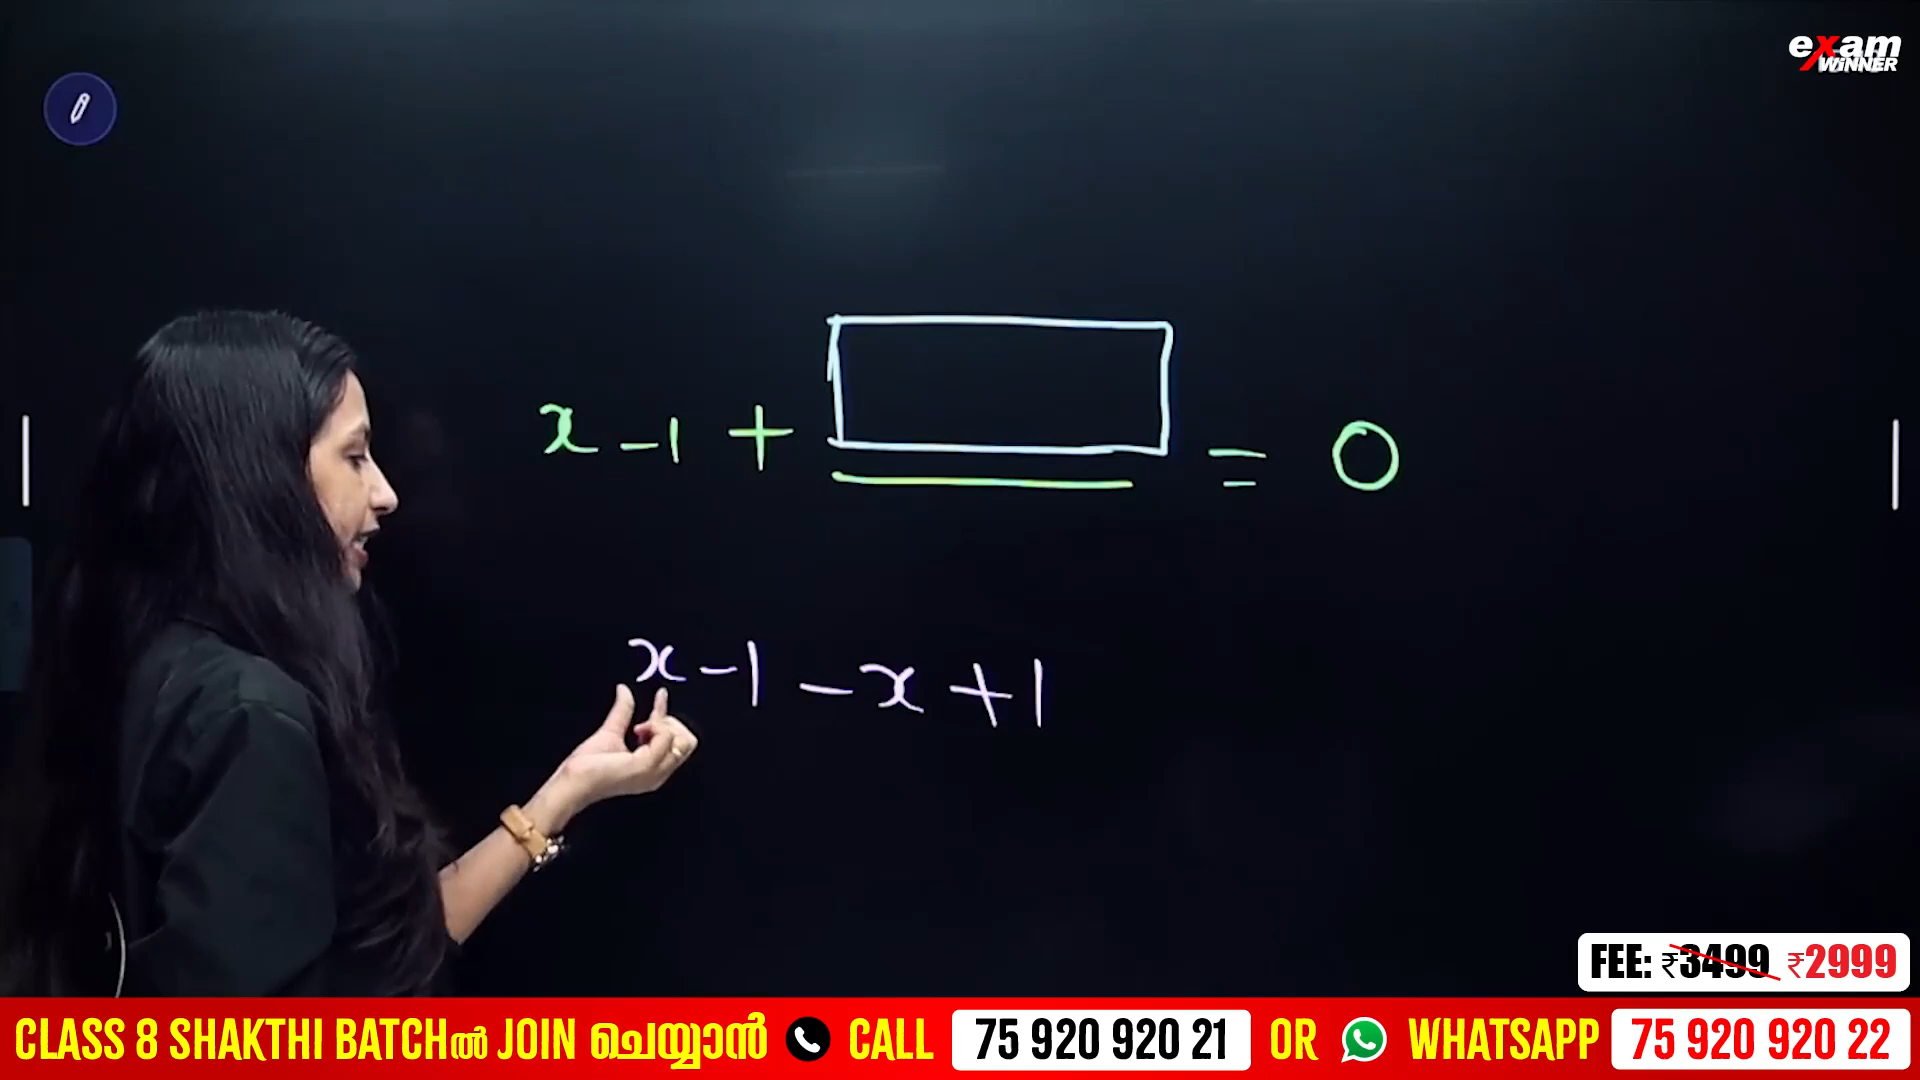 exam
WINNER
x - 1 + = 0
x - 1 - x + 1
FEE: ₹3499 ₹2999
CLASS 8 SHAKTHI BATCHൽ JOIN ചെയ്യാൻ CALL 75 920 920 21 OR WHATSAPP 75 920 920 22